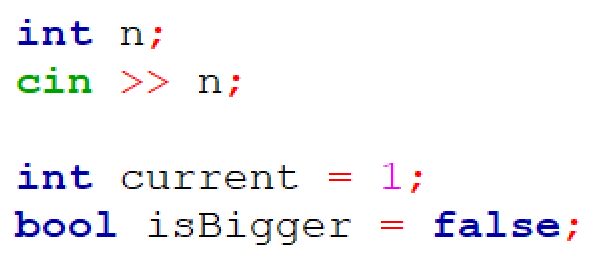 int n;
cin >> n;
int current = 1;
bool isBigger = false;